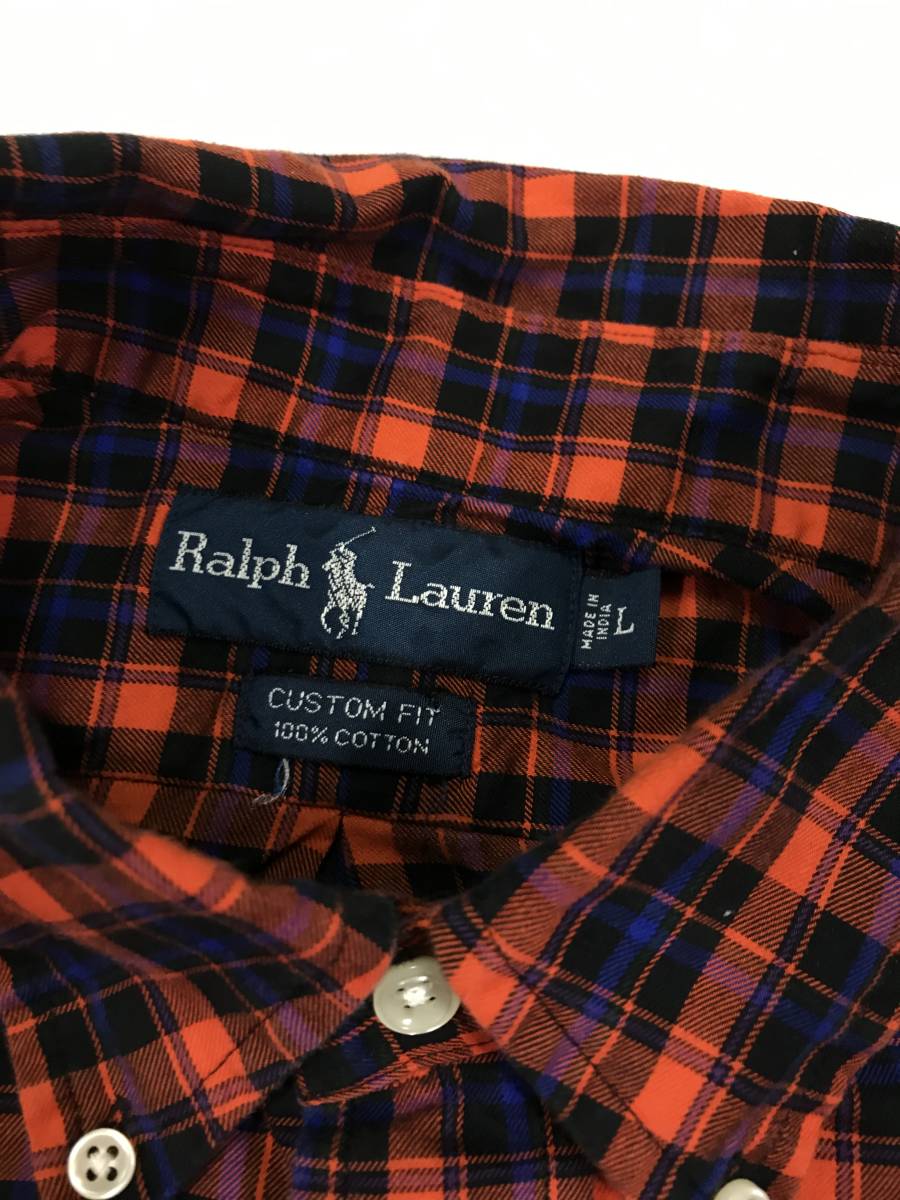 Ralph Lauren
MADE IN
INDIA
L
CUSTOM FIT
100% COTTON